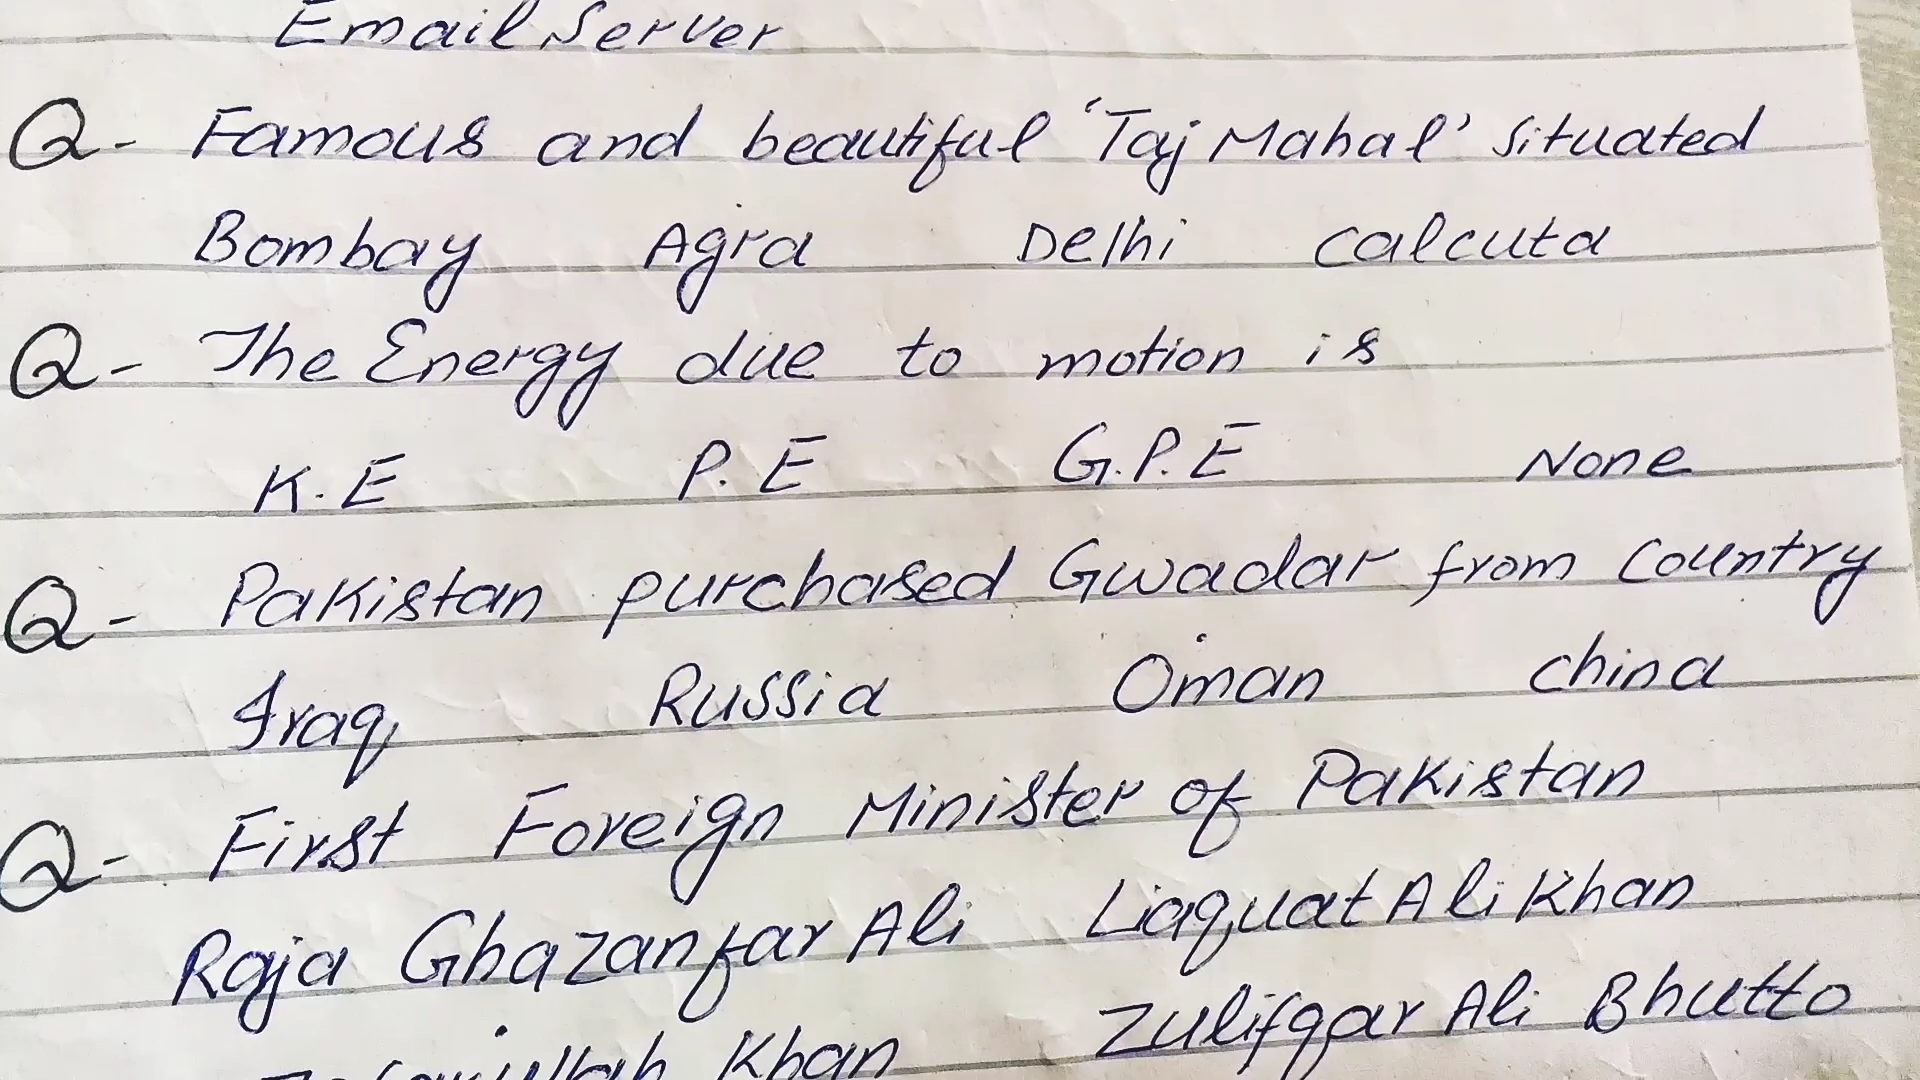 Email Server
Q- Famous and beautiful 'Taj Mahal' Situated
Bombay Agra Delhi Calcuta
Q- The Energy due to motion is
K.E P.E G.P.E None
Q- Pakistan purchased Gwadar from Country
Iraq Russia Oman China
Q- First Foreign Minister of Pakistan
Raja Ghazanfar Ali Liaquat Ali Khan
Khan Zulifqar Ali Bhutto